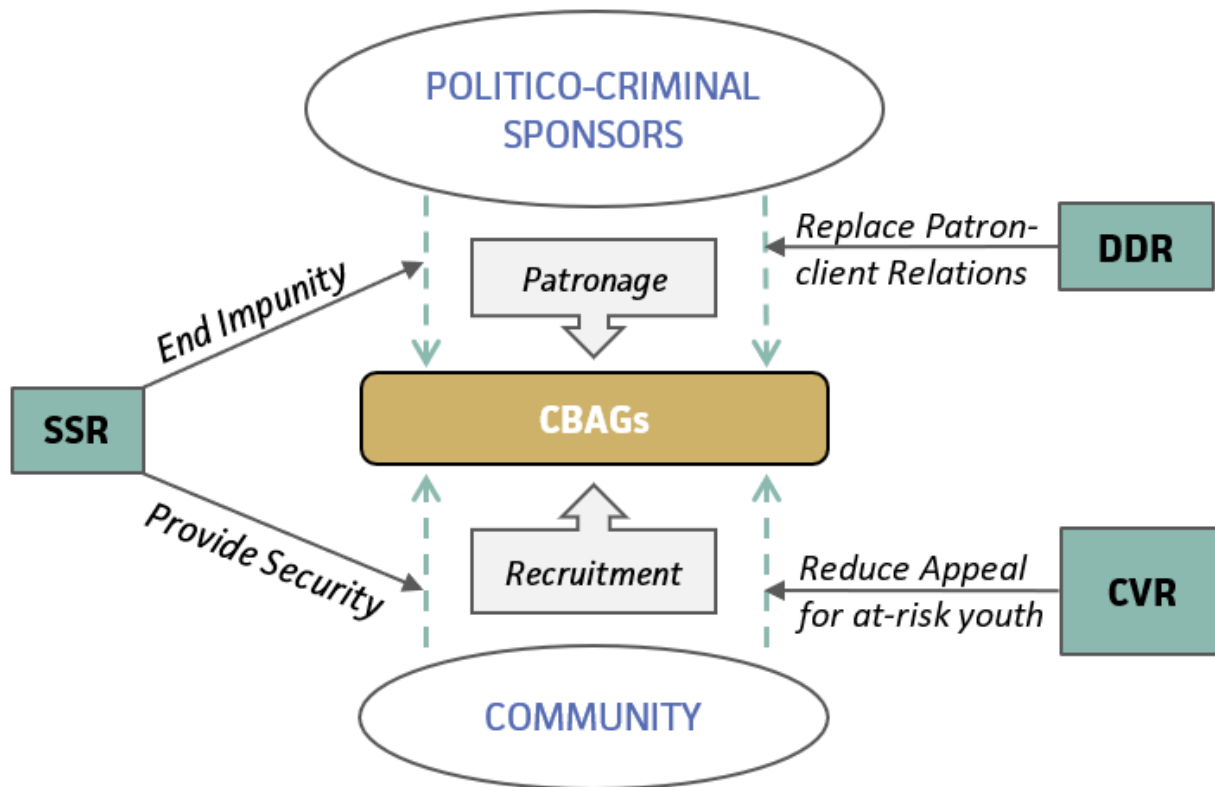 POLITICO-CRIMINAL
SPONSORS
Replace Patron-
client Relations
DDR
Patronage
End Impunity
SSR
CBAGs
Provide Security
Recruitment
Reduce Appeal
for at-risk youth
CVR
COMMUNITY